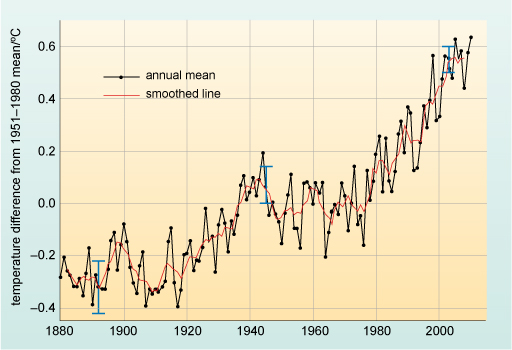 temperature difference from 1951–1980 mean/°C
0.6
0.4
0.2
0.0
−0.2
−0.4
annual mean
smoothed line
1880 1900 1920 1940 1960 1980 2000